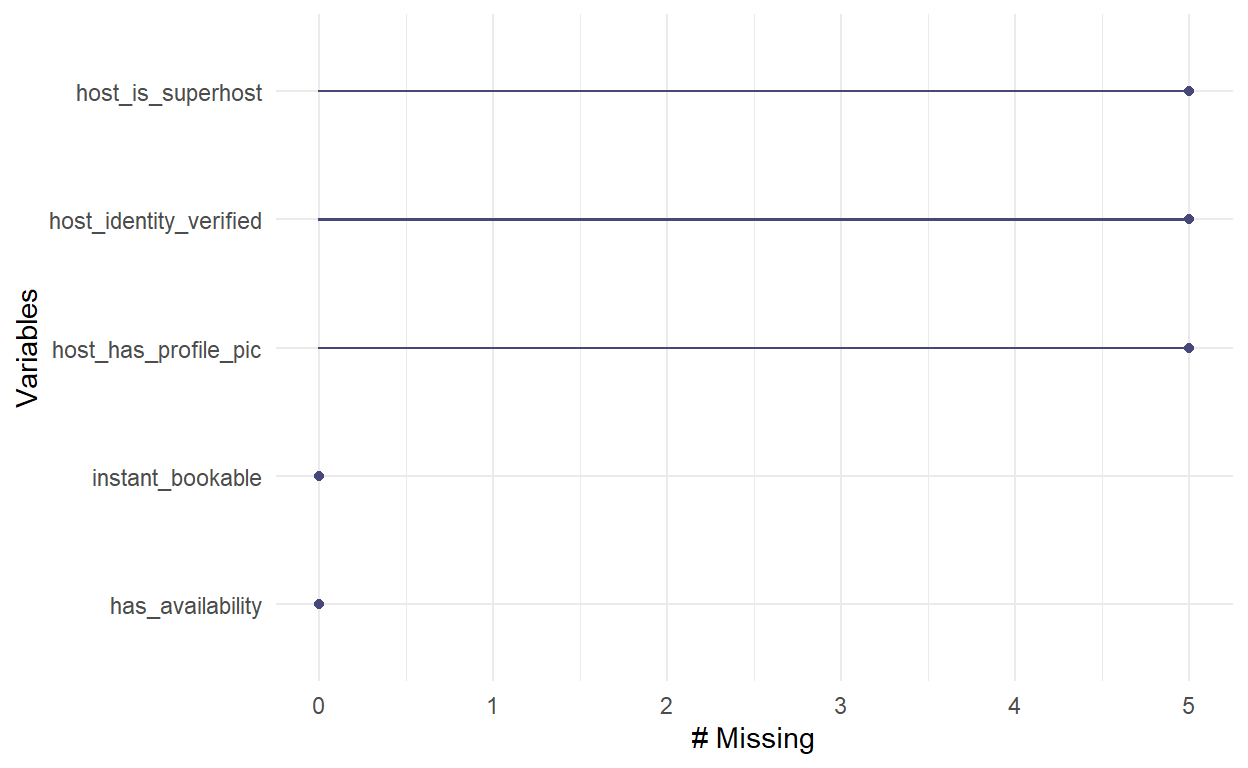 host_is_superhost
host_identity_verified
host_has_profile_pic
instant_bookable
has_availability
Variables
0 1 2 3 4 5
# Missing